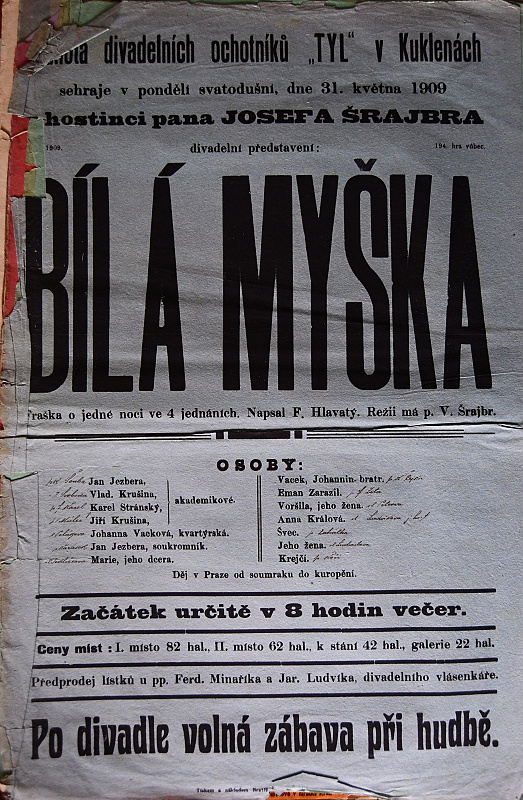 divadelních ochotníků „TYL" v Kuklenách
sehraje v pondělí svatodušní, dne 31. května 1909
hostinci pana JOSEFA ŠRAJBRA
1909. divadelní představení: 194. hra vůbec.
BÍLÁ MYŠKA
Fraška o jedné noci ve 4 jednáních. Napsal F. Hlavatý. Režii má p. V. Šrajbr.
OSOBY:
Jan Jezbera,
Vlad. Krušina,
Karel Stránský,
Jiří Krušina,
akademikové.
Johanna Vacková, kvartýrská.
Jan Jezbera, soukromník.
Marie, jeho dcera.
Vacek, Johannin bratr.
Eman Zarazil.
Voršila, jeho žena.
Anna Králová.
Švec.
Jeho žena.
Krejčí.
Děj v Praze od soumraku do kuropění.
Začátek určitě v 8 hodin večer.
Ceny míst: I. místo 82 hal., II. místo 62 hal., k stání 42 hal., galerie 22 hal.
Předprodej lístků u pp. Ferd. Minaříka a Jar. Ludvíka, divadelního vlásenkáře.
Po divadle volná zábava při hudbě.
Tiskem a nákladem